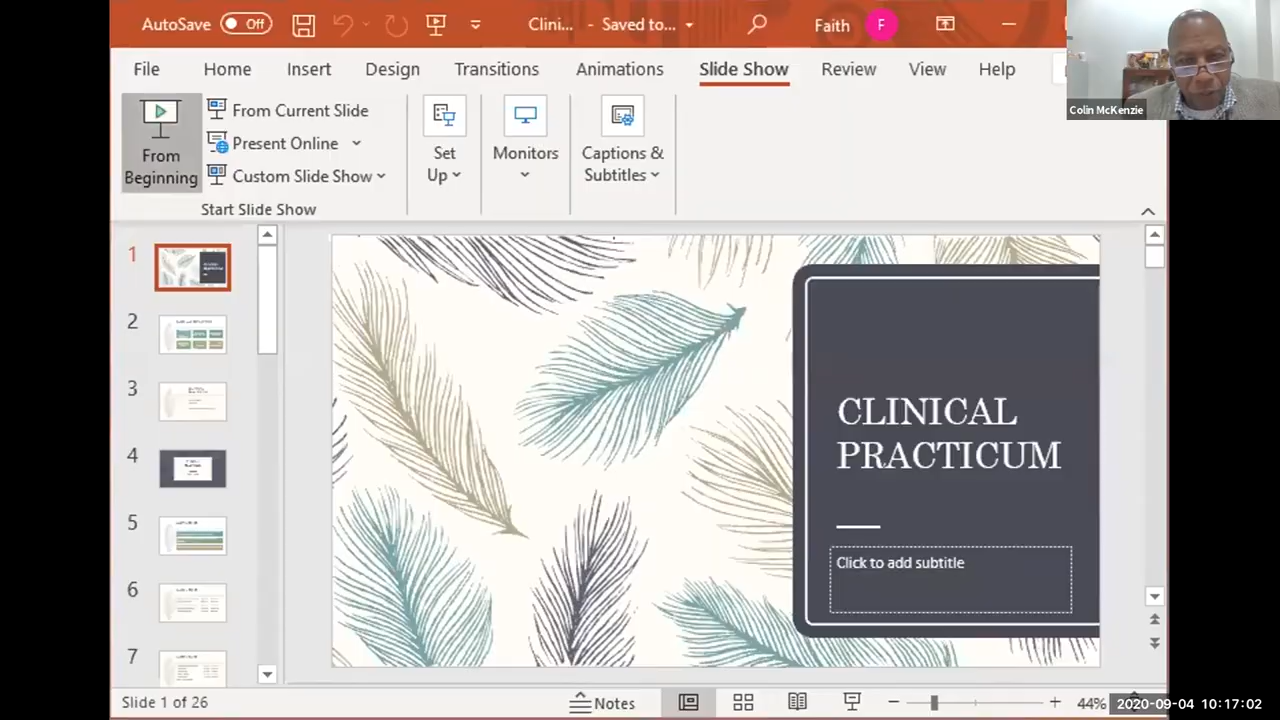 AutoSave Off Clini... - Saved to... Faith F
File Home Insert Design Transitions Animations Slide Show Review View Help
From Beginning
From Current Slide
Present Online
Custom Slide Show
Start Slide Show
Set Up
Monitors
Captions & Subtitles
Colin McKenzie
1
2
3
4
5
6
7
CLINICAL
PRACTICUM
Click to add subtitle
Slide 1 of 26 Notes 44%
2020-09-04 10:17:02